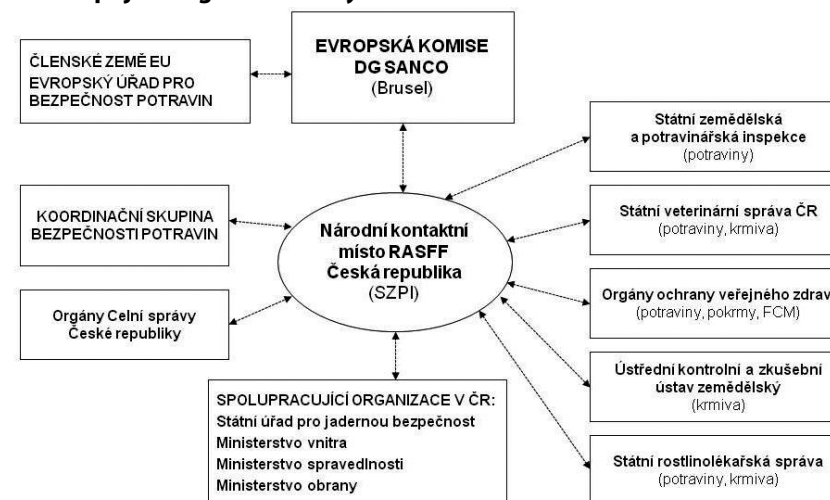 EVROPSKÁ KOMISE
DG SANCO
(Brusel)
ČLENSKÉ ZEMĚ EU
EVROPSKÝ ÚŘAD PRO
BEZPEČNOST POTRAVIN
Státní zemědělská
a potravinářská inspekce
(potraviny)
KOORDINAČNÍ SKUPINA
BEZPEČNOSTI POTRAVIN
Národní kontaktní
místo RASFF
Česká republika
(SZPI)
Státní veterinární správa ČR
(potraviny, krmiva)
Orgány Celní správy
České republiky
Orgány ochrany veřejného zdrav
(potraviny, pokrmy, FCM)
Ústřední kontrolní a zkušební
ústav zemědělský
(krmiva)
SPOLUPRACUJÍCÍ ORGANIZACE V ČR:
Státní úřad pro jadernou bezpečnost
Ministerstvo vnitra
Ministerstvo spravedlnosti
Ministerstvo obrany
Státní rostlinolékařská správa
(potraviny, krmiva)